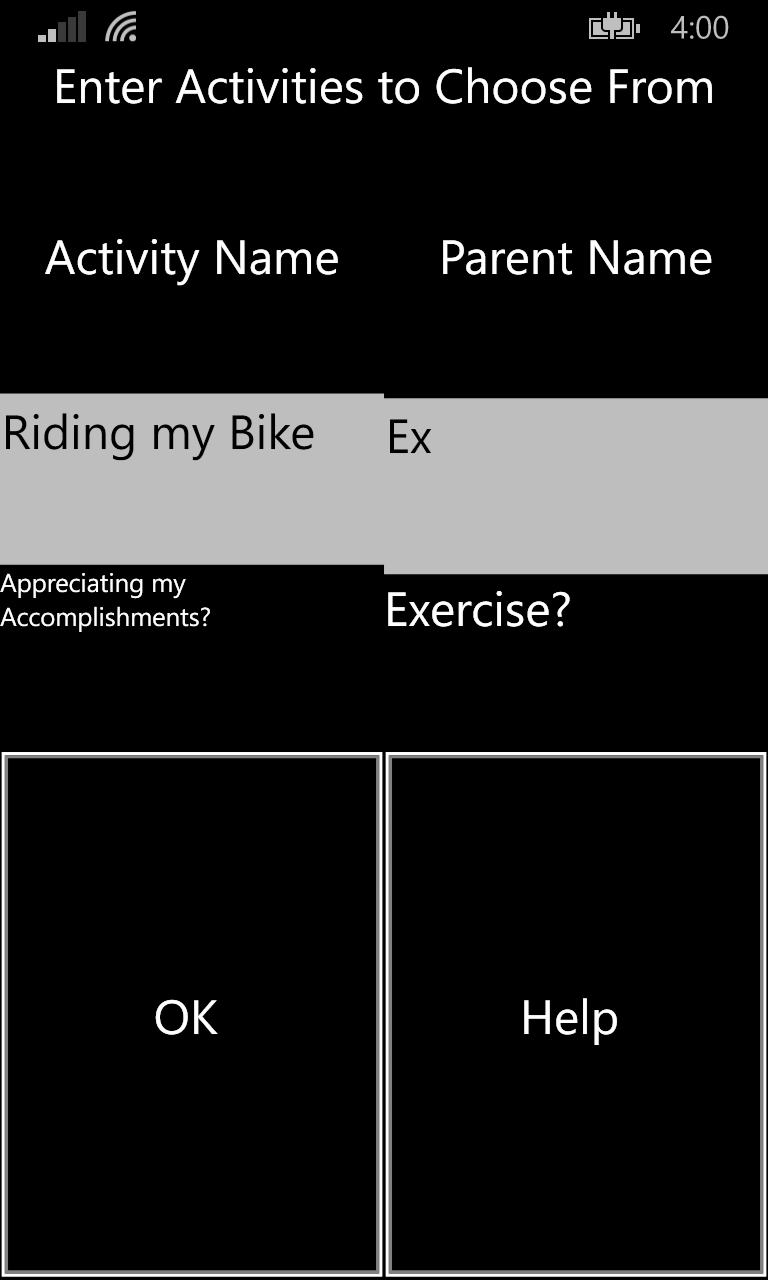 4:00
Enter Activities to Choose From
Activity Name
Parent Name
Riding my Bike
Ex
Appreciating my
Accomplishments?
Exercise?
OK
Help